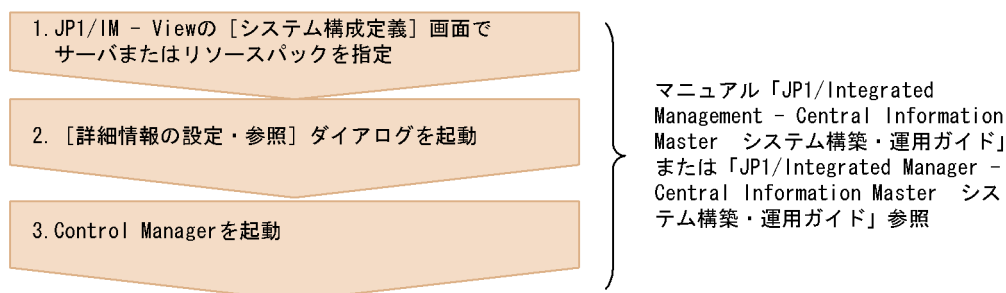 1.JP1/IM - Viewの［システム構成定義］画面で
サーバまたはリソースパックを指定
2.［詳細情報の設定・参照］ダイアログを起動
3.Control Managerを起動
マニュアル「JP1/Integrated
Management - Central Information
Master　システム構築・運用ガイド」
または「JP1/Integrated Manager -
Central Information Master　シス
テム構築・運用ガイド」参照